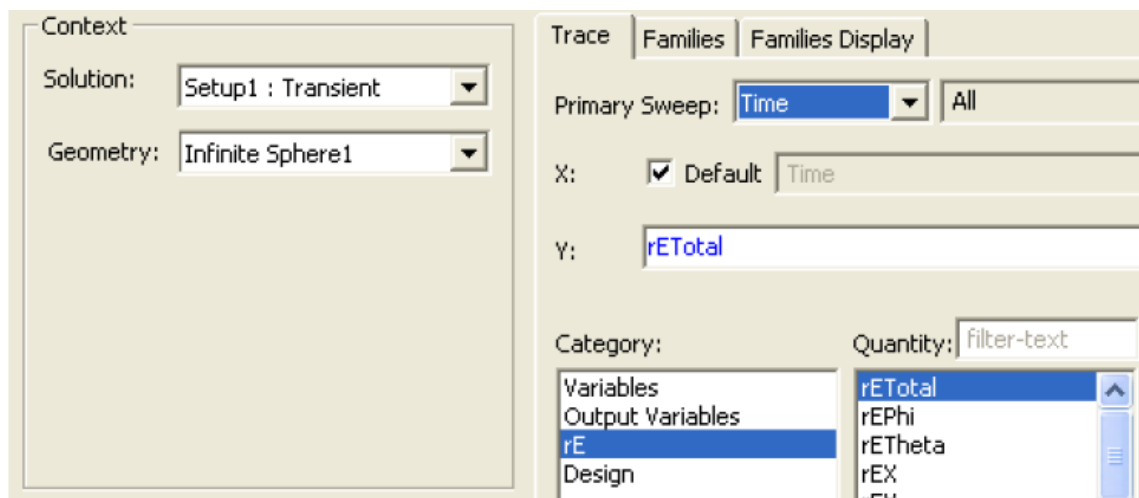 Context
Solution: Setup1 : Transient
Geometry: Infinite Sphere1
Trace Families Families Display
Primary Sweep: Time All
X: Default Time
Y: rETotal
Category: Quantity: filter-text
Variables rETotal
Output Variables rEPhi
rE rETheta
Design rEX